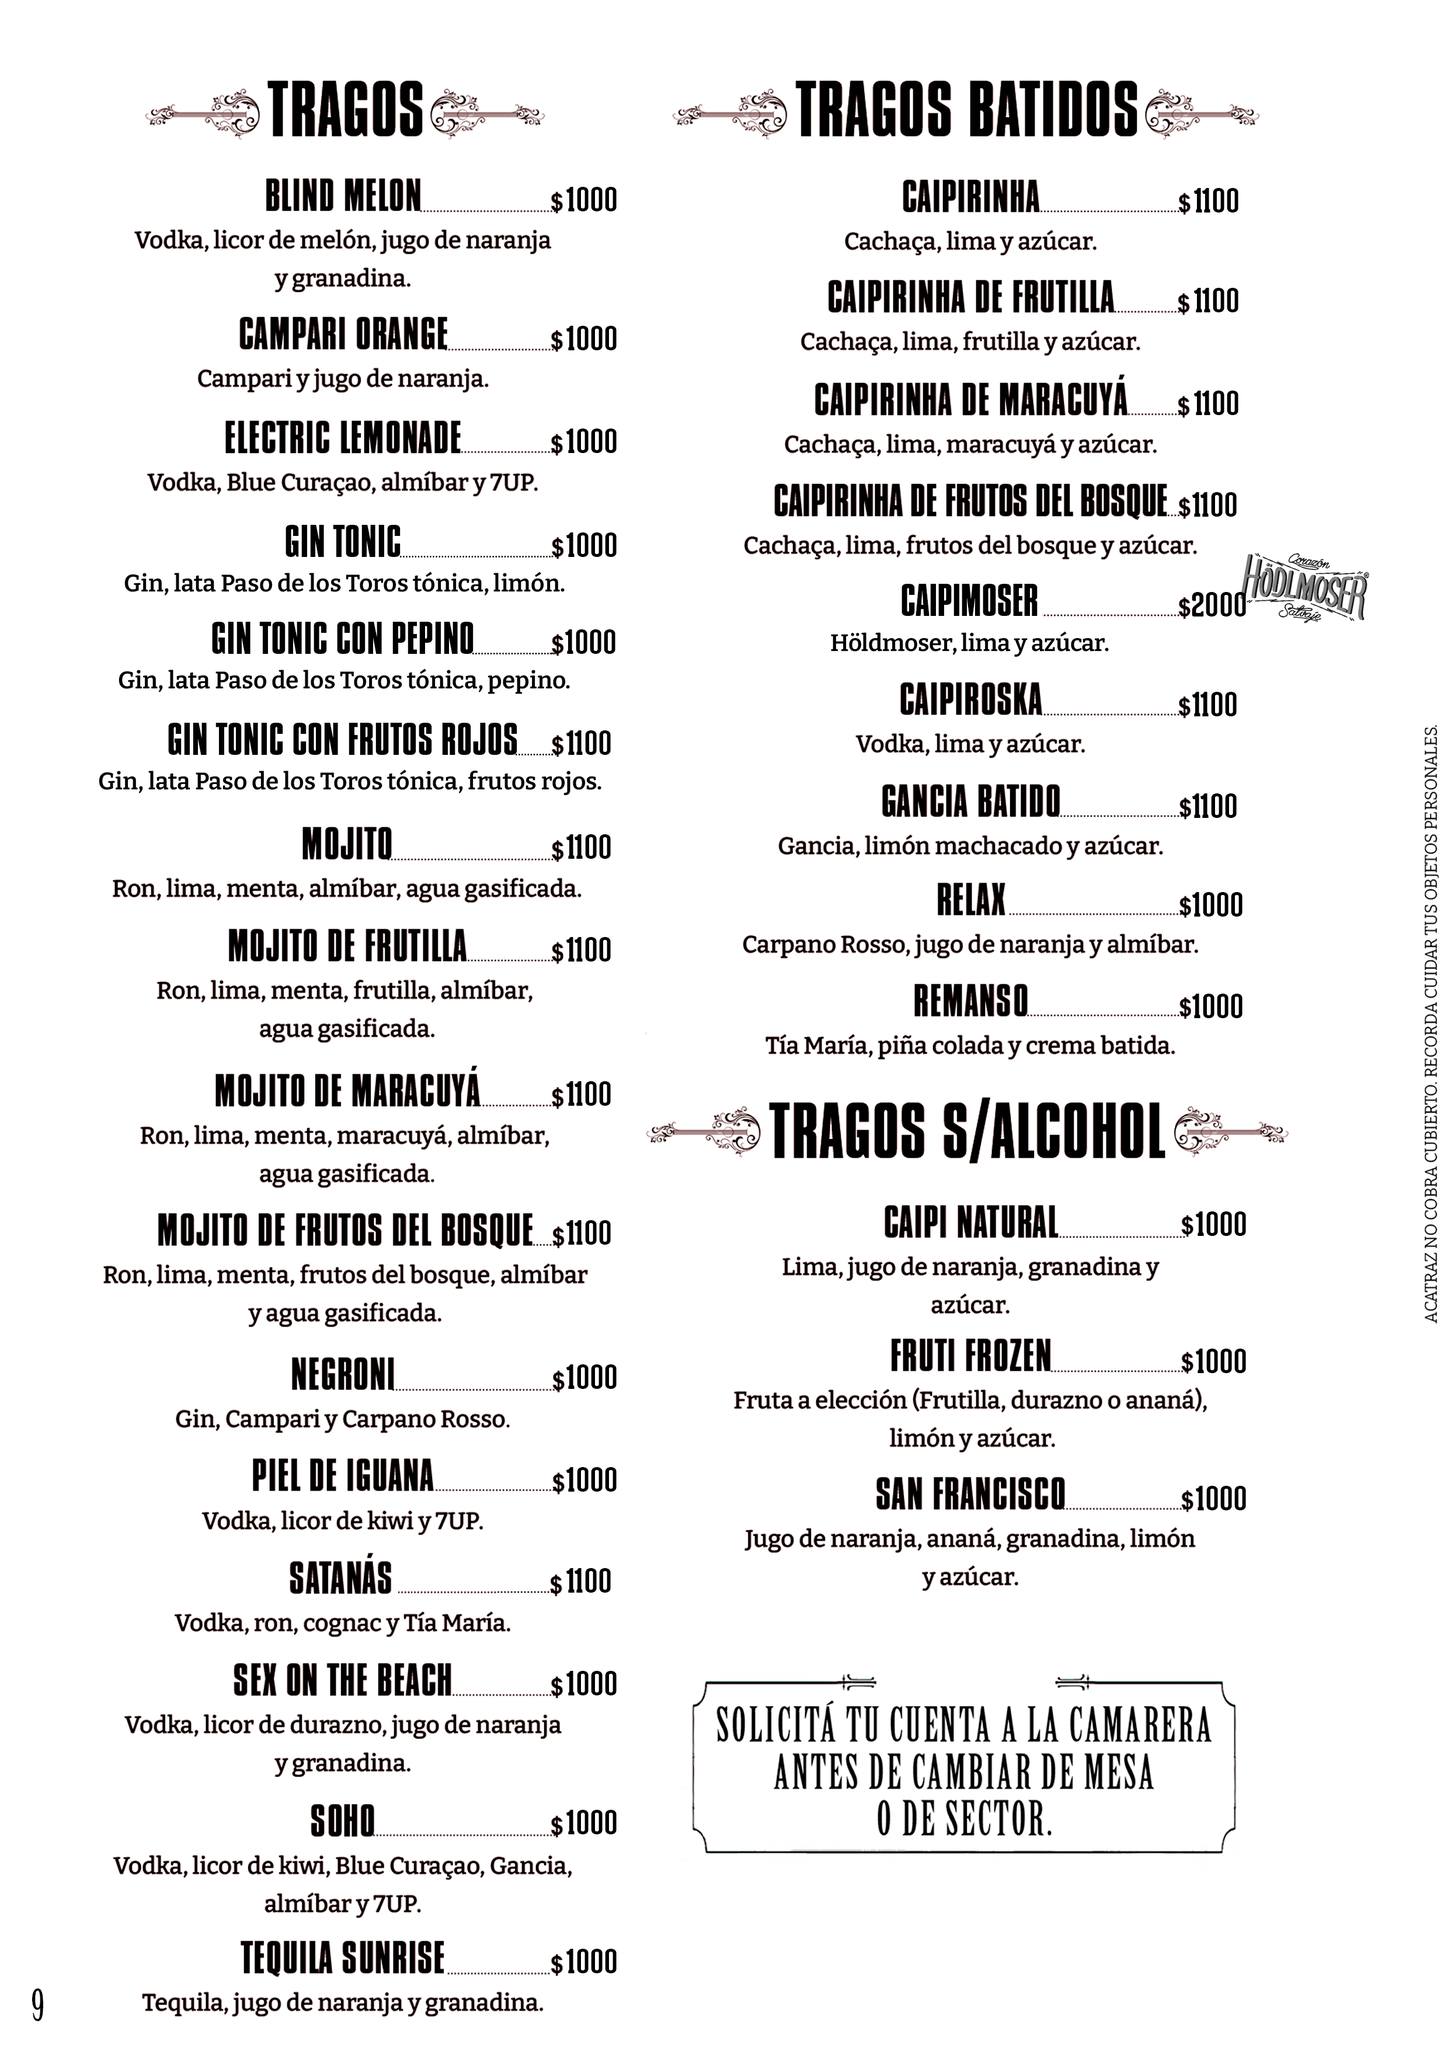 TRAGOS
BLIND MELON $1000
Vodka, licor de melón, jugo de naranja
y granadina.
CAMPARI ORANGE $1000
Campari y jugo de naranja.
ELECTRIC LEMONADE $1000
Vodka, Blue Curaçao, almíbar y 7UP.
GIN TONIC $1000
Gin, lata Paso de los Toros tónica, limón.
GIN TONIC CON PEPINO $1000
Gin, lata Paso de los Toros tónica, pepino.
GIN TONIC CON FRUTOS ROJOS $1100
Gin, lata Paso de los Toros tónica, frutos rojos.
MOJITO $1100
Ron, lima, menta, almíbar, agua gasificada.
MOJITO DE FRUTILLA $1100
Ron, lima, menta, frutilla, almíbar,
agua gasificada.
MOJITO DE MARACUYÁ $1100
Ron, lima, menta, maracuyá, almíbar,
agua gasificada.
MOJITO DE FRUTOS DEL BOSQUE $1100
Ron, lima, menta, frutos del bosque, almíbar
y agua gasificada.
NEGRONI $1000
Gin, Campari y Carpano Rosso.
PIEL DE IGUANA $1000
Vodka, licor de kiwi y 7UP.
SATANÁS $1100
Vodka, ron, cognac y Tía María.
SEX ON THE BEACH $1000
Vodka, licor de durazno, jugo de naranja
y granadina.
SOHO $1000
Vodka, licor de kiwi, Blue Curaçao, Gancia,
almíbar y 7UP.
TEQUILA SUNRISE $1000
Tequila, jugo de naranja y granadina.
9
TRAGOS BATIDOS
CAIPIRINHA $1100
Cachaça, lima y azúcar.
CAIPIRINHA DE FRUTILLA $1100
Cachaça, lima, frutilla y azúcar.
CAIPIRINHA DE MARACUYÁ $1100
Cachaça, lima, maracuyá y azúcar.
CAIPIRINHA DE FRUTOS DEL BOSQUE $1100
Cachaça, lima, frutos del bosque y azúcar.
CAIPIMOSER $2000
Corazón
HÖDLMOSER®
Salvaje
Höldmoser, lima y azúcar.
CAIPIROSKA $1100
Vodka, lima y azúcar.
GANCIA BATIDO $1100
Gancia, limón machacado y azúcar.
RELAX $1000
Carpano Rosso, jugo de naranja y almíbar.
REMANSO $1000
Tía María, piña colada y crema batida.
TRAGOS S/ALCOHOL
CAIPI NATURAL $1000
Lima, jugo de naranja, granadina y
azúcar.
FRUTI FROZEN $1000
Fruta a elección (Frutilla, durazno o ananá),
limón y azúcar.
SAN FRANCISCO $1000
Jugo de naranja, ananá, granadina, limón
y azúcar.
SOLICITÁ TU CUENTA A LA CAMARERA
ANTES DE CAMBIAR DE MESA
O DE SECTOR.
ACATRAZ NO COBRA CUBIERTO. RECORDA CUIDAR TUS OBJETOS PERSONALES.